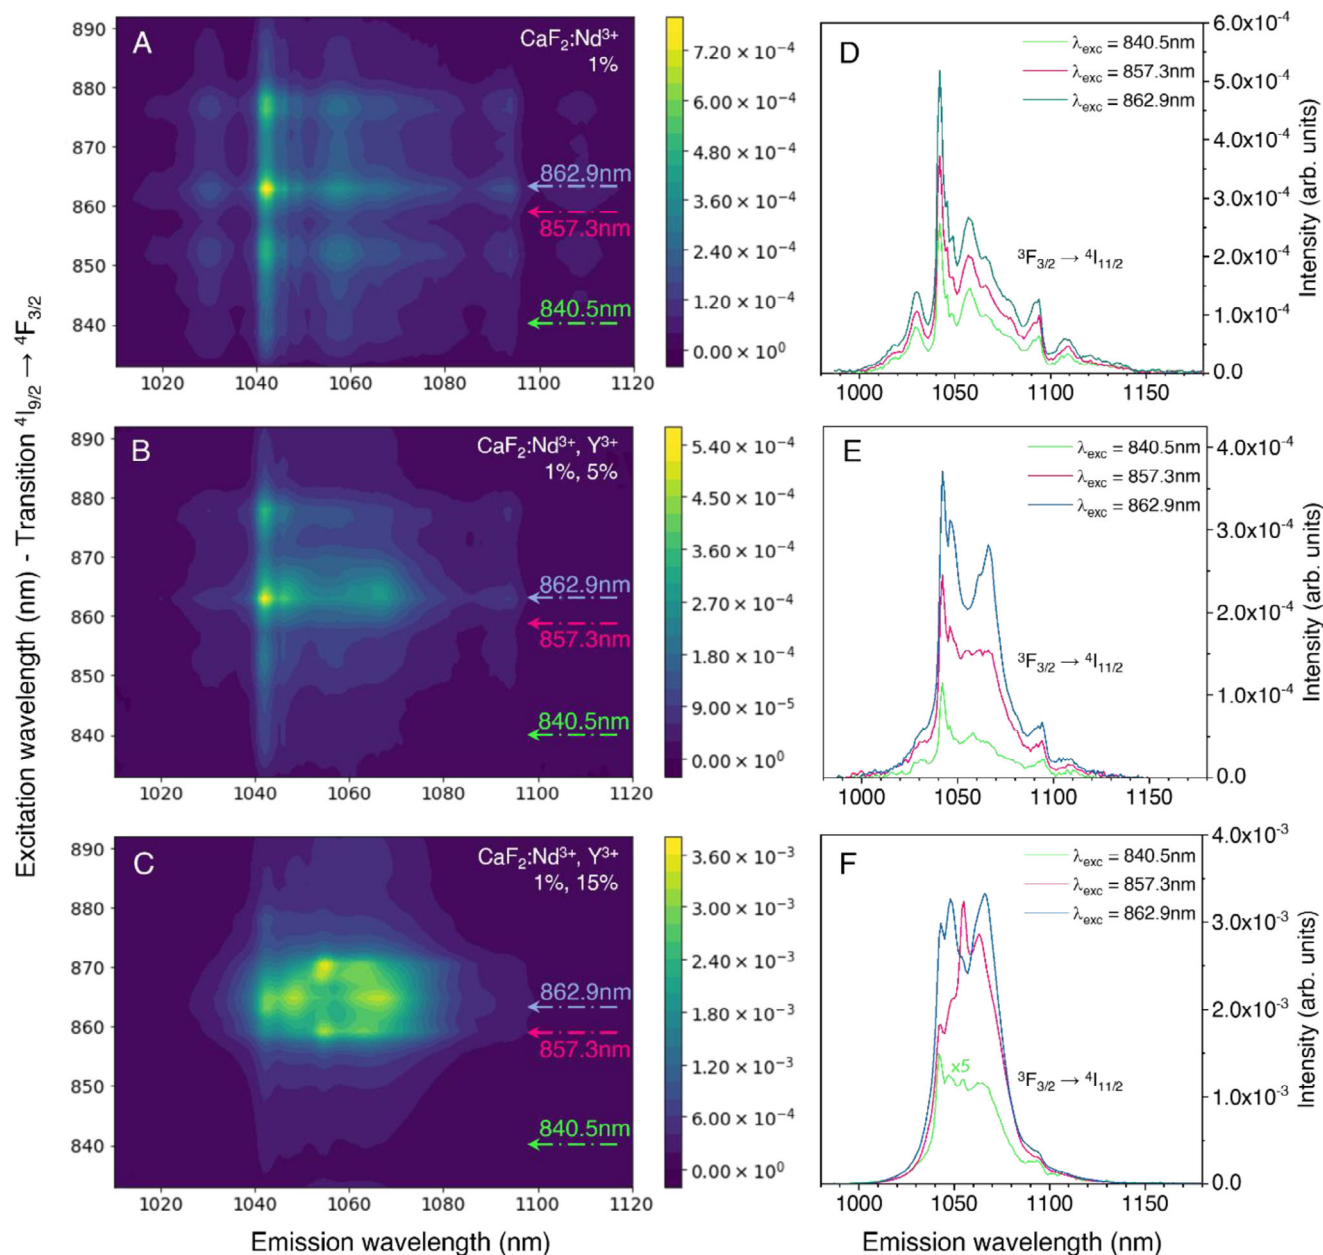 Excitation wavelength (nm) - Transition ⁴I₉/₂ → ⁴F₃/₂
A
CaF₂:Nd³⁺
1%
890
880
870
860
850
840
862.9nm
857.3nm
840.5nm
1020 1040 1060 1080 1100 1120
7.20 × 10⁻⁴
6.00 × 10⁻⁴
4.80 × 10⁻⁴
3.60 × 10⁻⁴
2.40 × 10⁻⁴
1.20 × 10⁻⁴
0.00 × 10⁰
D
λexc = 840.5nm
λexc = 857.3nm
λexc = 862.9nm
³F₃/₂ → ⁴I₁₁/₂
6.0x10⁻⁴
5.0x10⁻⁴
4.0x10⁻⁴
3.0x10⁻⁴
2.0x10⁻⁴
1.0x10⁻⁴
0.0
Intensity (arb. units)
1000 1050 1100 1150
B
CaF₂:Nd³⁺, Y³⁺
1%, 5%
890
880
870
860
850
840
862.9nm
857.3nm
840.5nm
1020 1040 1060 1080 1100 1120
5.40 × 10⁻⁴
4.50 × 10⁻⁴
3.60 × 10⁻⁴
2.70 × 10⁻⁴
1.80 × 10⁻⁴
9.00 × 10⁻⁵
0.00 × 10⁰
E
λexc = 840.5nm
λexc = 857.3nm
λexc = 862.9nm
³F₃/₂ → ⁴I₁₁/₂
4.0x10⁻⁴
3.0x10⁻⁴
2.0x10⁻⁴
1.0x10⁻⁴
0.0
Intensity (arb. units)
1000 1050 1100 1150
C
CaF₂:Nd³⁺, Y³⁺
1%, 15%
890
880
870
860
850
840
862.9nm
857.3nm
840.5nm
1020 1040 1060 1080 1100 1120
3.60 × 10⁻³
3.00 × 10⁻³
2.40 × 10⁻³
1.80 × 10⁻³
1.20 × 10⁻³
6.00 × 10⁻⁴
0.00 × 10⁰
F
λexc = 840.5nm
λexc = 857.3nm
λexc = 862.9nm
x5
³F₃/₂ → ⁴I₁₁/₂
4.0x10⁻³
3.0x10⁻³
2.0x10⁻³
1.0x10⁻³
0.0
Intensity (arb. units)
1000 1050 1100 1150
Emission wavelength (nm)
Emission wavelength (nm)